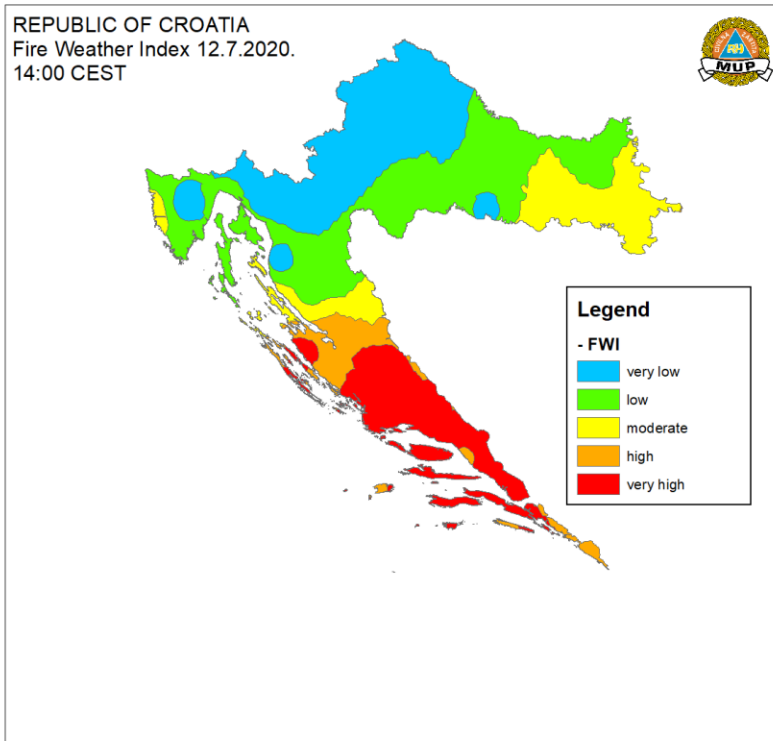 REPUBLIC OF CROATIA
Fire Weather Index 12.7.2020.
14:00 CEST
MUP
Legend
- FWI
very low
low
moderate
high
very high